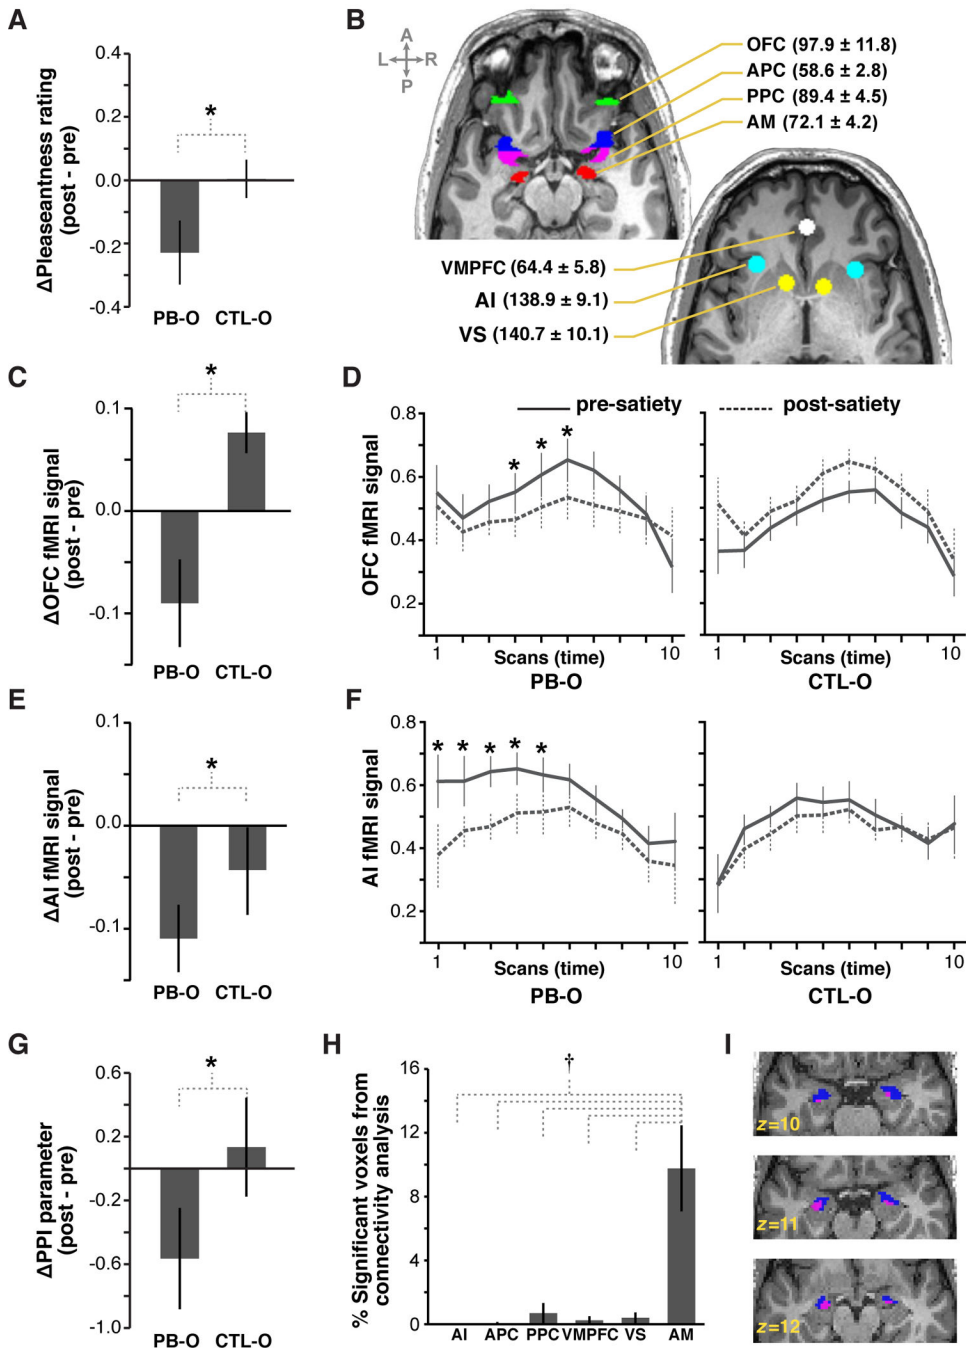 A
ΔPleaseantness rating
(post - pre)
0.4
0.2
0.0
-0.2
-0.4
*
PB-O CTL-O
B
A
L R
P
OFC (97.9 ± 11.8)
APC (58.6 ± 2.8)
PPC (89.4 ± 4.5)
AM (72.1 ± 4.2)
VMPFC (64.4 ± 5.8)
AI (138.9 ± 9.1)
VS (140.7 ± 10.1)
C
ΔOFC fMRI signal
(post - pre)
0.1
0.0
-0.1
*
PB-O CTL-O
D
pre-satiety post-satiety
OFC fMRI signal
0.8
0.6
0.4
0.2
* * *
1 10 1 10
Scans (time) Scans (time)
PB-O CTL-O
E
ΔAI fMRI signal
(post - pre)
0.1
0.0
-0.1
*
PB-O CTL-O
F
AI fMRI signal
0.8
0.6
0.4
0.2
* * * * *
1 10 1 10
Scans (time) Scans (time)
PB-O CTL-O
G
ΔPPI parameter
(post - pre)
0.6
0.2
-0.2
-0.6
-1.0
*
PB-O CTL-O
H
% Significant voxels from
connectivity analysis
16
12
8
4
0
†
AI APC PPC VMPFC VS AM
I
z=10
z=11
z=12